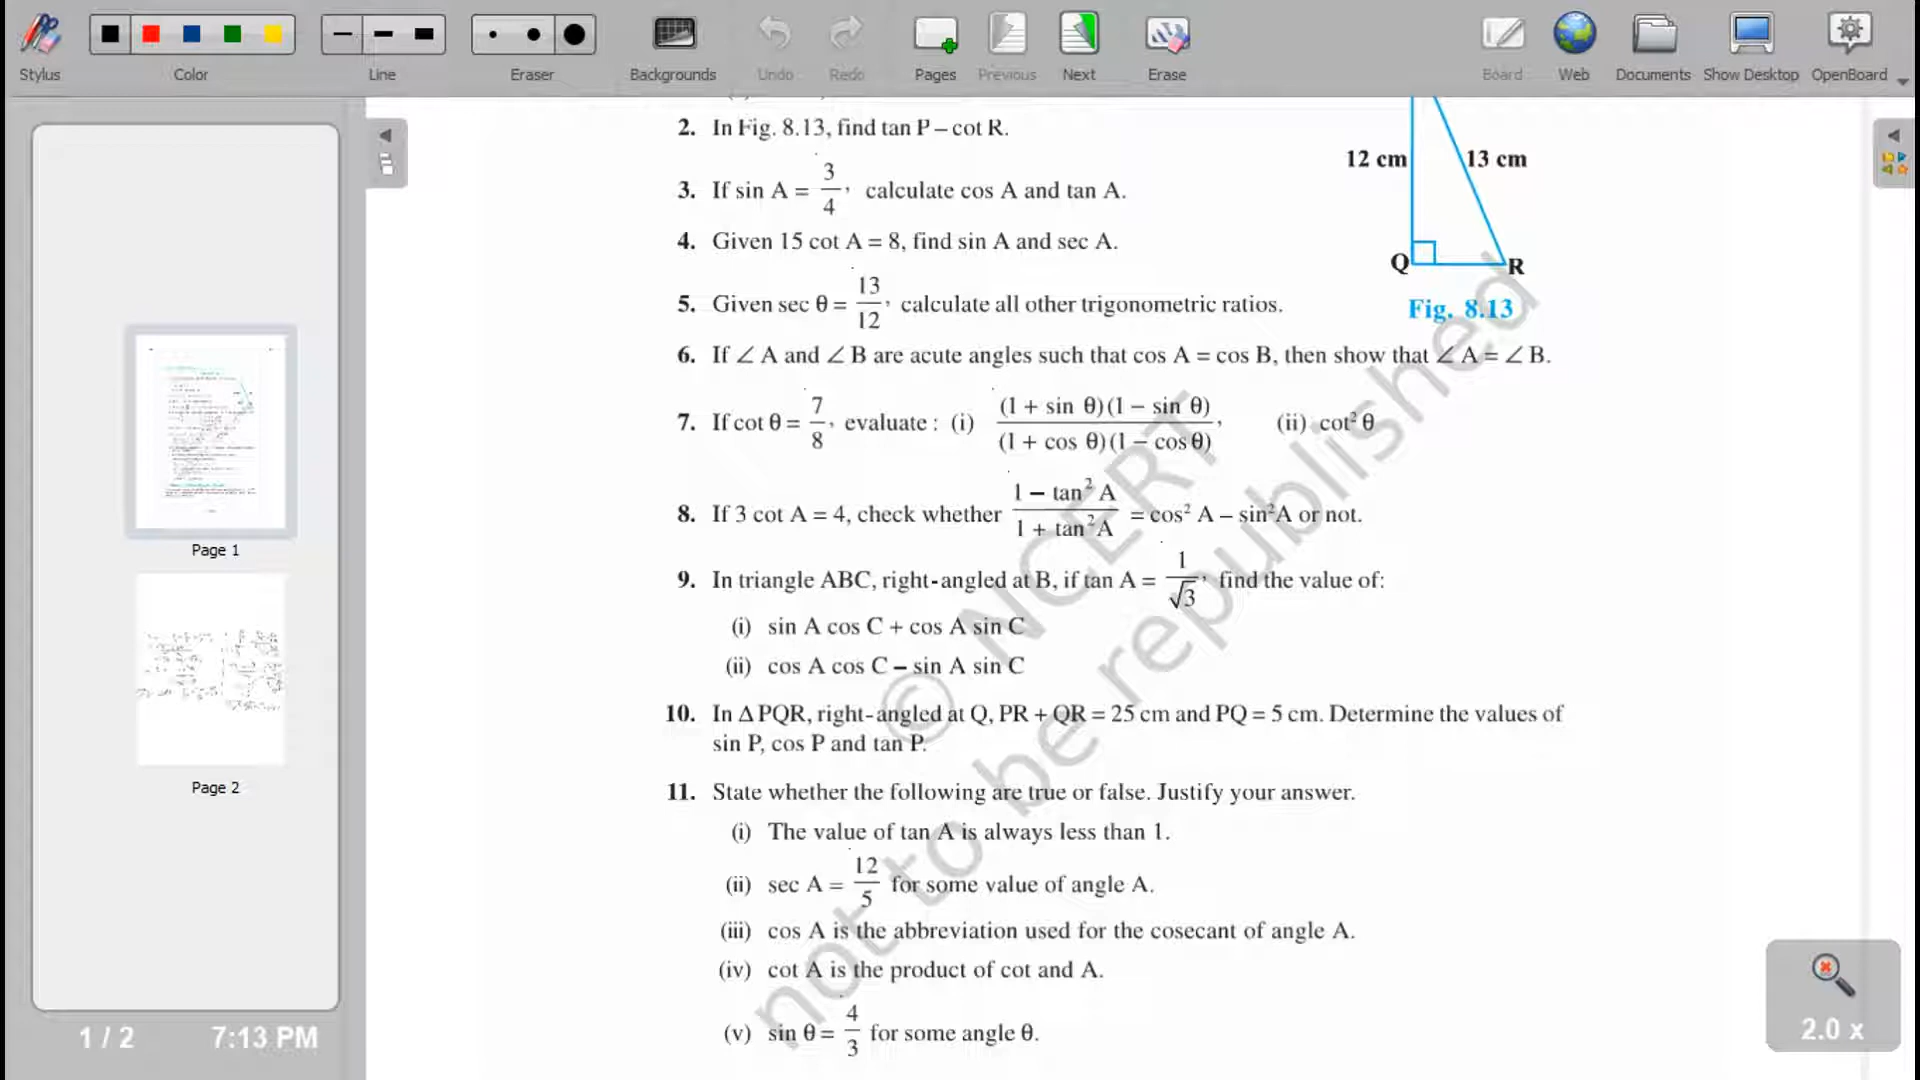 Stylus
Color
Line
Eraser
Backgrounds
Undo
Redo
Pages
Previous
Next
Erase
Board
Web
Documents
Show Desktop
OpenBoard
2. In Fig. 8.13, find tan P – cot R.
12 cm
13 cm
Q
R
Fig. 8.13
3. If sin A = 3/4, calculate cos A and tan A.
4. Given 15 cot A = 8, find sin A and sec A.
5. Given sec θ = 13/12, calculate all other trigonometric ratios.
6. If ∠ A and ∠ B are acute angles such that cos A = cos B, then show that ∠ A = ∠ B.
7. If cot θ = 7/8, evaluate : (i) (1 + sin θ)(1 – sin θ)/(1 + cos θ)(1 – cos θ), (ii) cot² θ
8. If 3 cot A = 4, check whether 1 – tan² A/1 + tan² A = cos² A – sin² A or not.
9. In triangle ABC, right-angled at B, if tan A = 1/√3, find the value of:
(i) sin A cos C + cos A sin C
(ii) cos A cos C – sin A sin C
10. In Δ PQR, right-angled at Q, PR + QR = 25 cm and PQ = 5 cm. Determine the values of
sin P, cos P and tan P.
11. State whether the following are true or false. Justify your answer.
(i) The value of tan A is always less than 1.
(ii) sec A = 12/5 for some value of angle A.
(iii) cos A is the abbreviation used for the cosecant of angle A.
(iv) cot A is the product of cot and A.
(v) sin θ = 4/3 for some angle θ.
© NCERT
not to be republished
Page 1
Page 2
1 / 2
7:13 PM
2.0 x